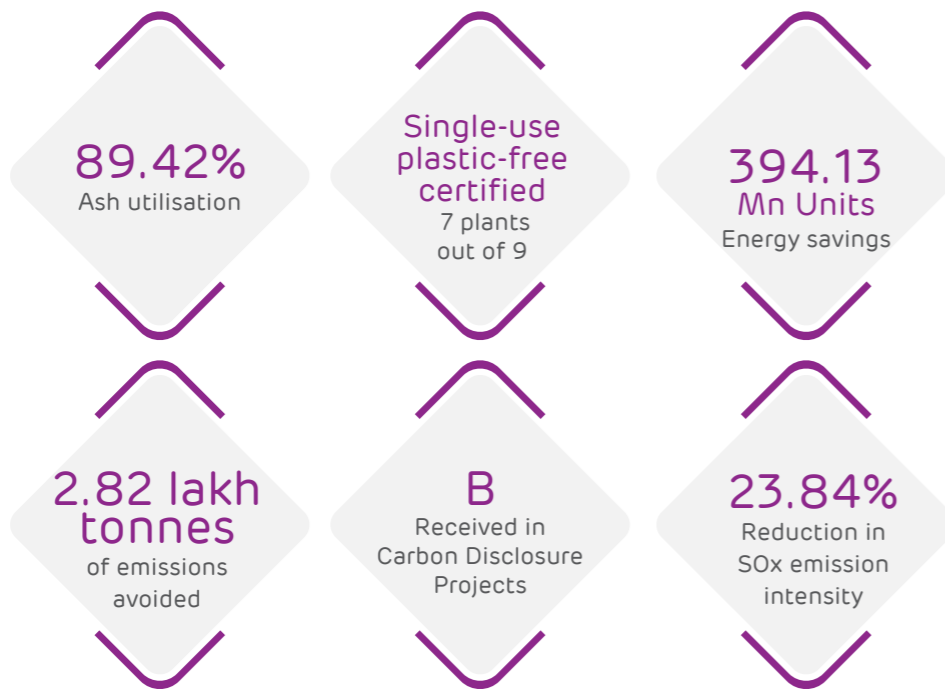 89.42%
Ash utilisation
Single-use
plastic-free
certified
7 plants
out of 9
394.13
Mn Units
Energy savings
2.82 lakh
tonnes
of emissions
avoided
B
Received in
Carbon Disclosure
Projects
23.84%
Reduction in
SOx emission
intensity